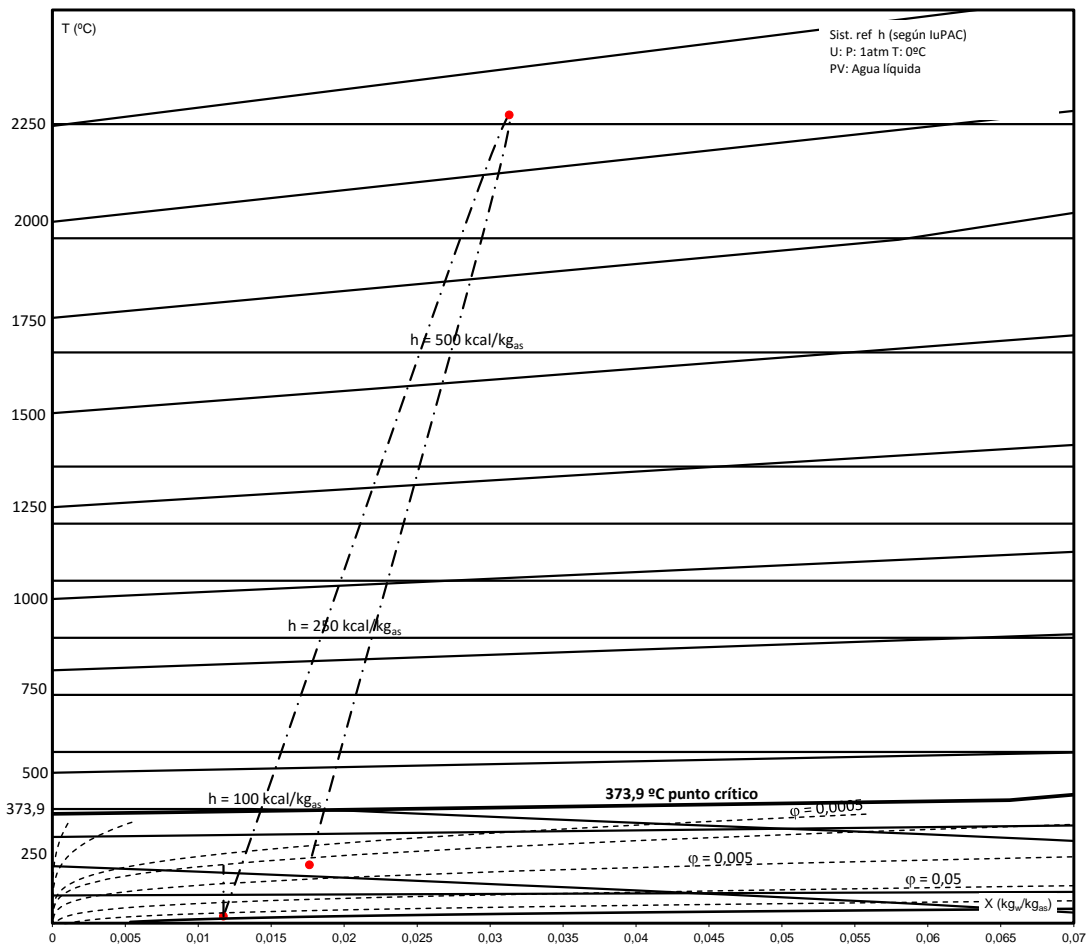 T (ºC)
Sist. ref h (según IuPAC)
U: P: 1atm T: 0ºC
PV: Agua líquida
2250
2000
1750
h = 500 kcal/kgas
1500
1250
1000
h = 250 kcal/kgas
750
500
h = 100 kcal/kgas
373,9 ºC punto crítico
373,9
φ = 0,0005
250
φ = 0,005
φ = 0,05
X (kgw/kgas)
0 0,005 0,01 0,015 0,02 0,025 0,03 0,035 0,04 0,045 0,05 0,055 0,06 0,065 0,07